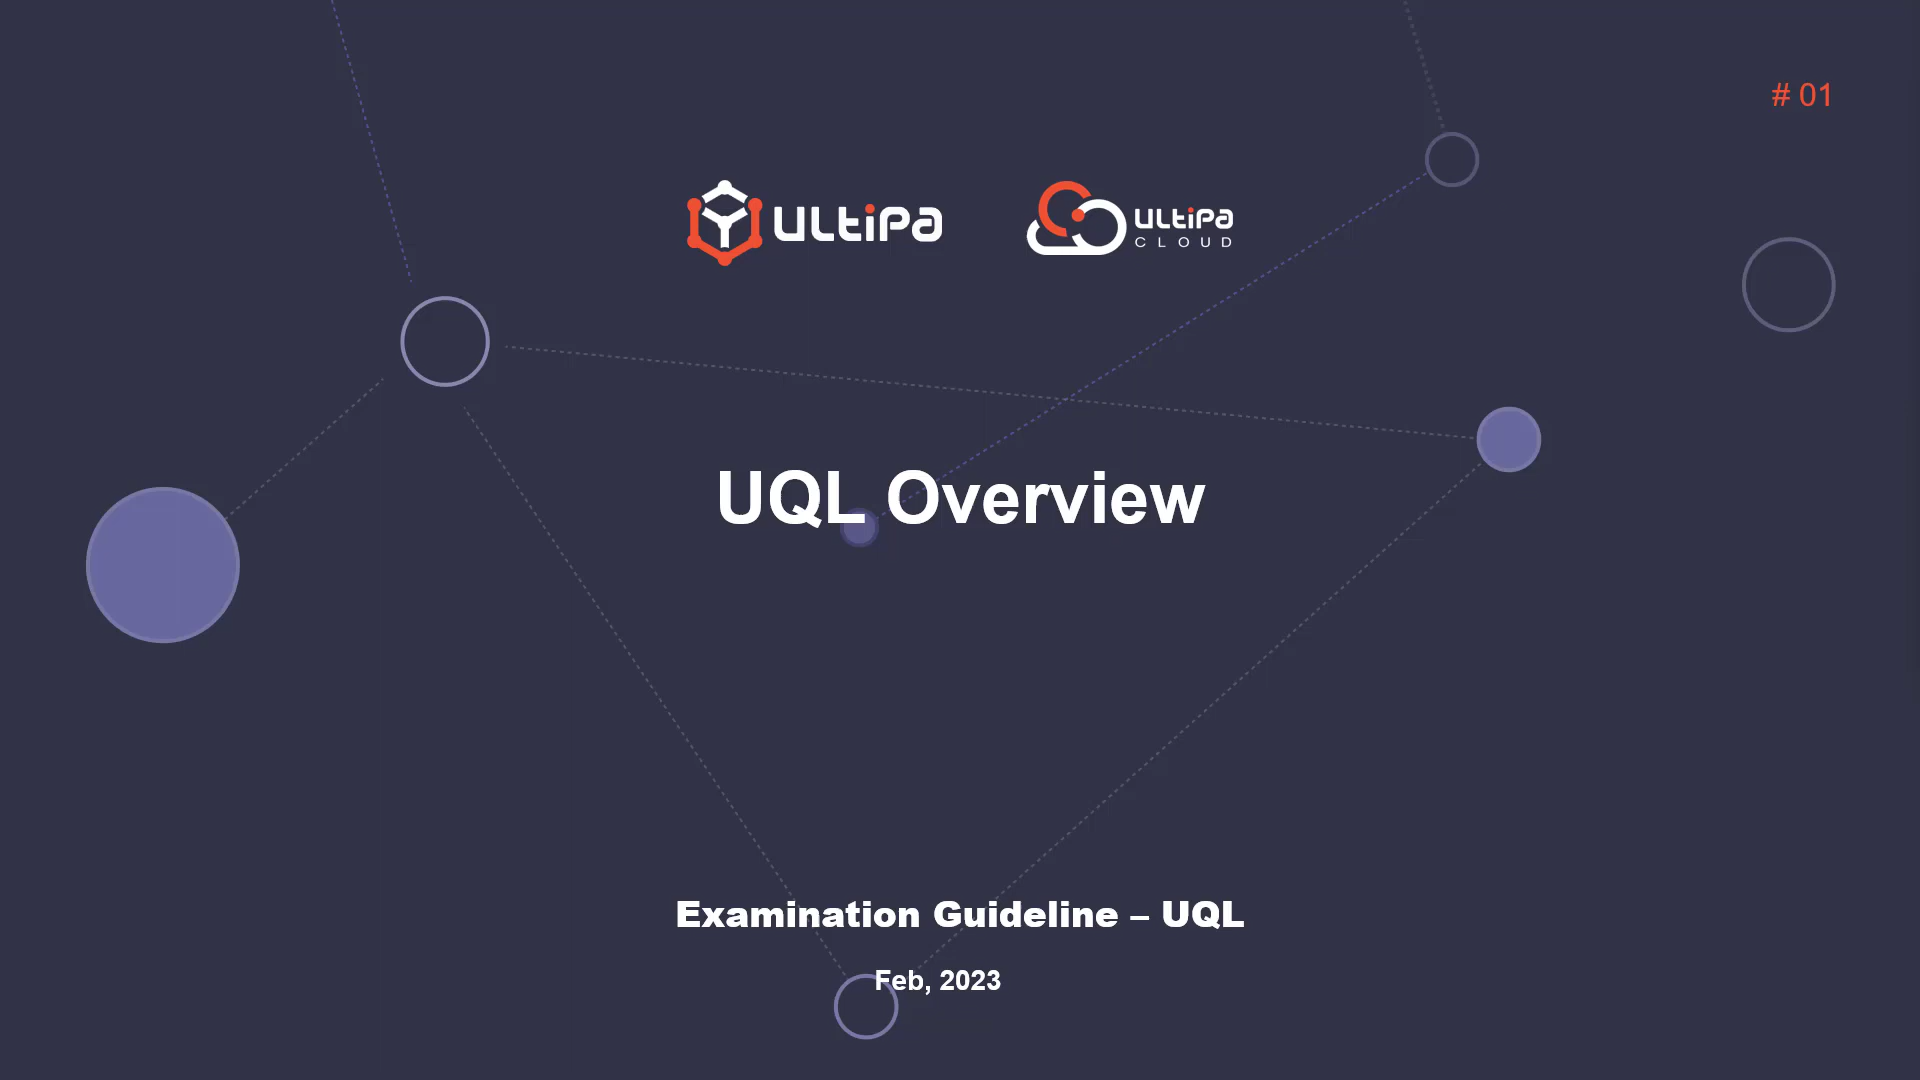 # 01
ULtiPa
ULtiPa
CLOUD
UQL Overview
Examination Guideline – UQL
Feb, 2023